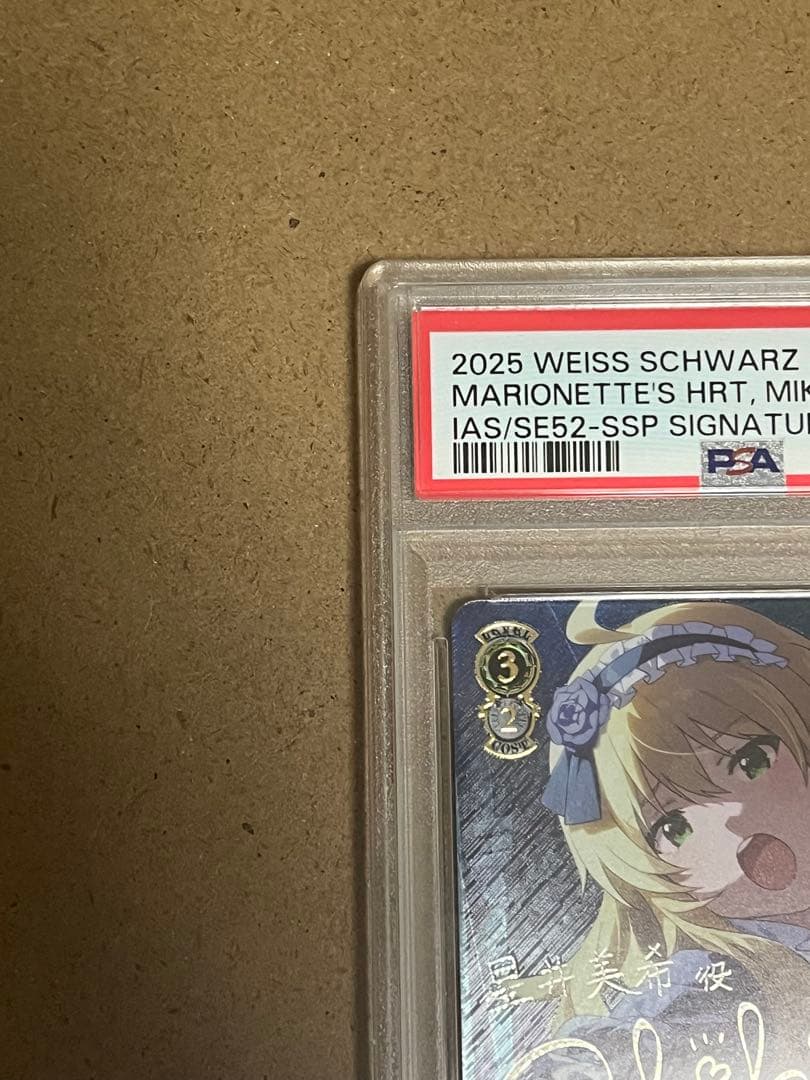 2025 WEISS SCHWARZ
MARIONETTE'S HRT, MIK
IAS/SE52-SSP SIGNATU
PSA
LEVEL
3
2
COST
星井美希 役